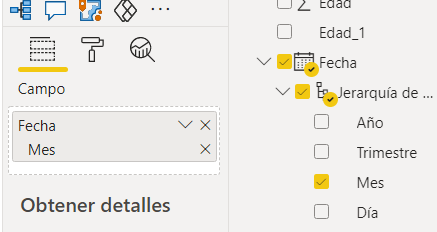 Campo
Fecha
Mes
Obtener detalles
Edad
Edad_1
Fecha
Jerarquía de ...
Año
Trimestre
Mes
Día